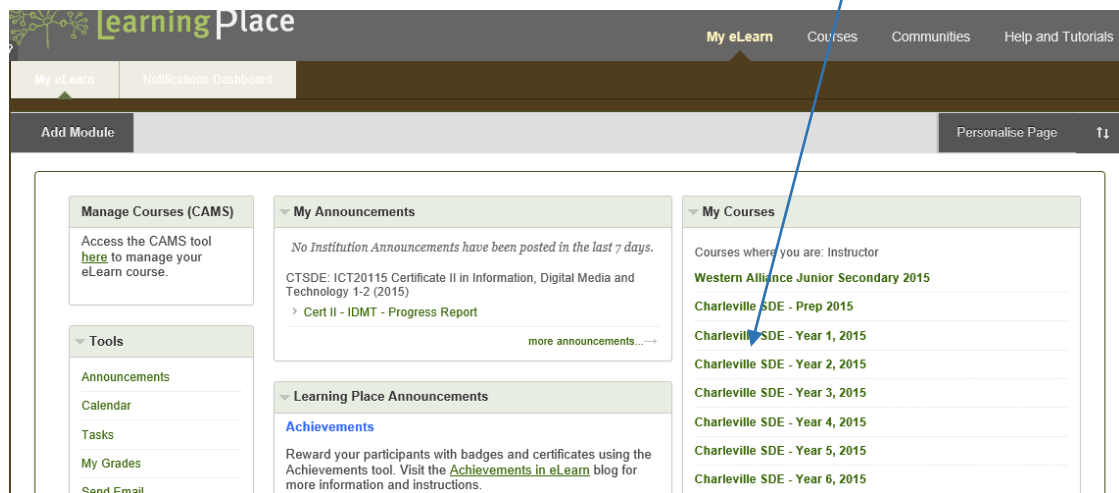 Learning Place
My eLearn Courses Communities Help and Tutorials
My eLearn Notifications Dashboard
Add Module
Personalise Page
Manage Courses (CAMS)
Access the CAMS tool
here to manage your
eLearn course.
Tools
Announcements
Calendar
Tasks
My Grades
Send Email
My Announcements
No Institution Announcements have been posted in the last 7 days.
CTSDE: ICT20115 Certificate II in Information, Digital Media and
Technology 1-2 (2015)
Cert II - IDMT - Progress Report
more announcements...→
Learning Place Announcements
Achievements
Reward your participants with badges and certificates using the
Achievements tool. Visit the Achievements in eLearn blog for
more information and instructions.
My Courses
Courses where you are: Instructor
Western Alliance Junior Secondary 2015
Charleville SDE - Prep 2015
Charleville SDE - Year 1, 2015
Charleville SDE - Year 2, 2015
Charleville SDE - Year 3, 2015
Charleville SDE - Year 4, 2015
Charleville SDE - Year 5, 2015
Charleville SDE - Year 6, 2015